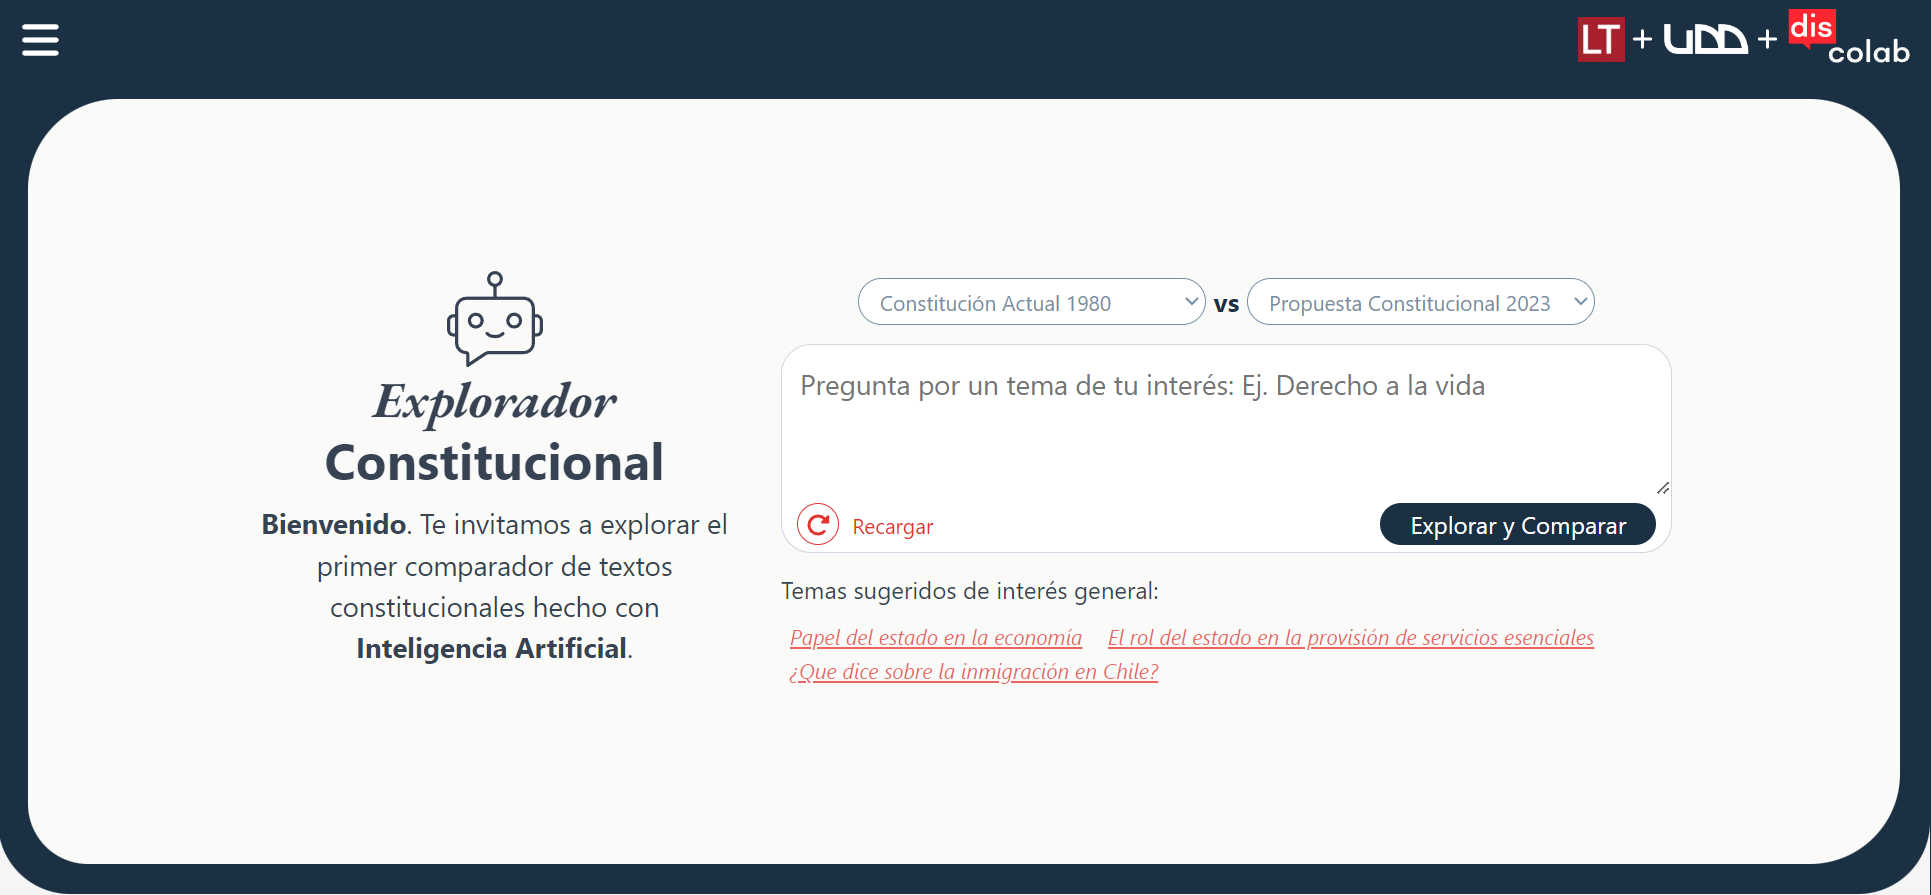 LT + UDD + dis
colab
Constitución Actual 1980 vs Propuesta Constitucional 2023
Pregunta por un tema de tu interés: Ej. Derecho a la vida
Recargar
Explorar y Comparar
Explorador
Constitucional
Bienvenido. Te invitamos a explorar el
primer comparador de textos
constitucionales hecho con
Inteligencia Artificial.
Temas sugeridos de interés general:
Papel del estado en la economía El rol del estado en la provisión de servicios esenciales
¿Que dice sobre la inmigración en Chile?